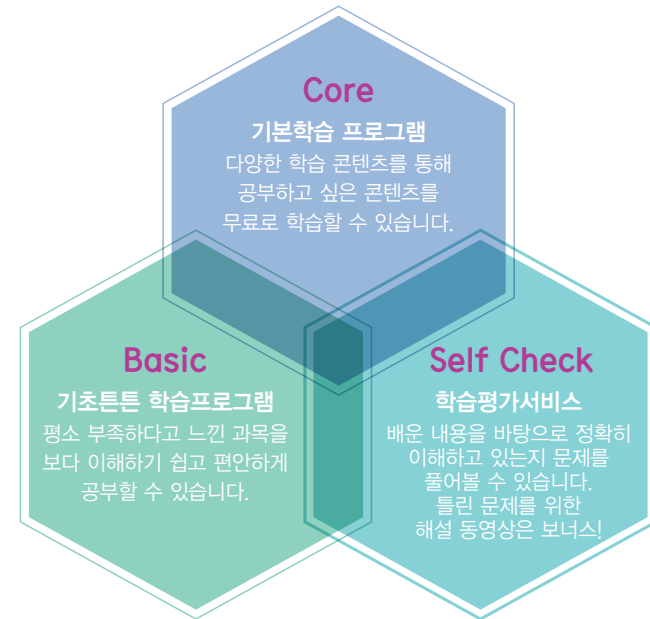 Core
기본학습 프로그램
다양한 학습 콘텐츠를 통해
공부하고 싶은 콘텐츠를
무료로 학습할 수 있습니다.
Basic
기초튼튼 학습프로그램
평소 부족하다고 느낀 과목을
보다 이해하기 쉽고 편안하게
공부할 수 있습니다.
Self Check
학습평가서비스
배운 내용을 바탕으로 정확히
이해하고 있는지 문제를
풀어볼 수 있습니다.
틀린 문제를 위한
해설 동영상은 보너스!